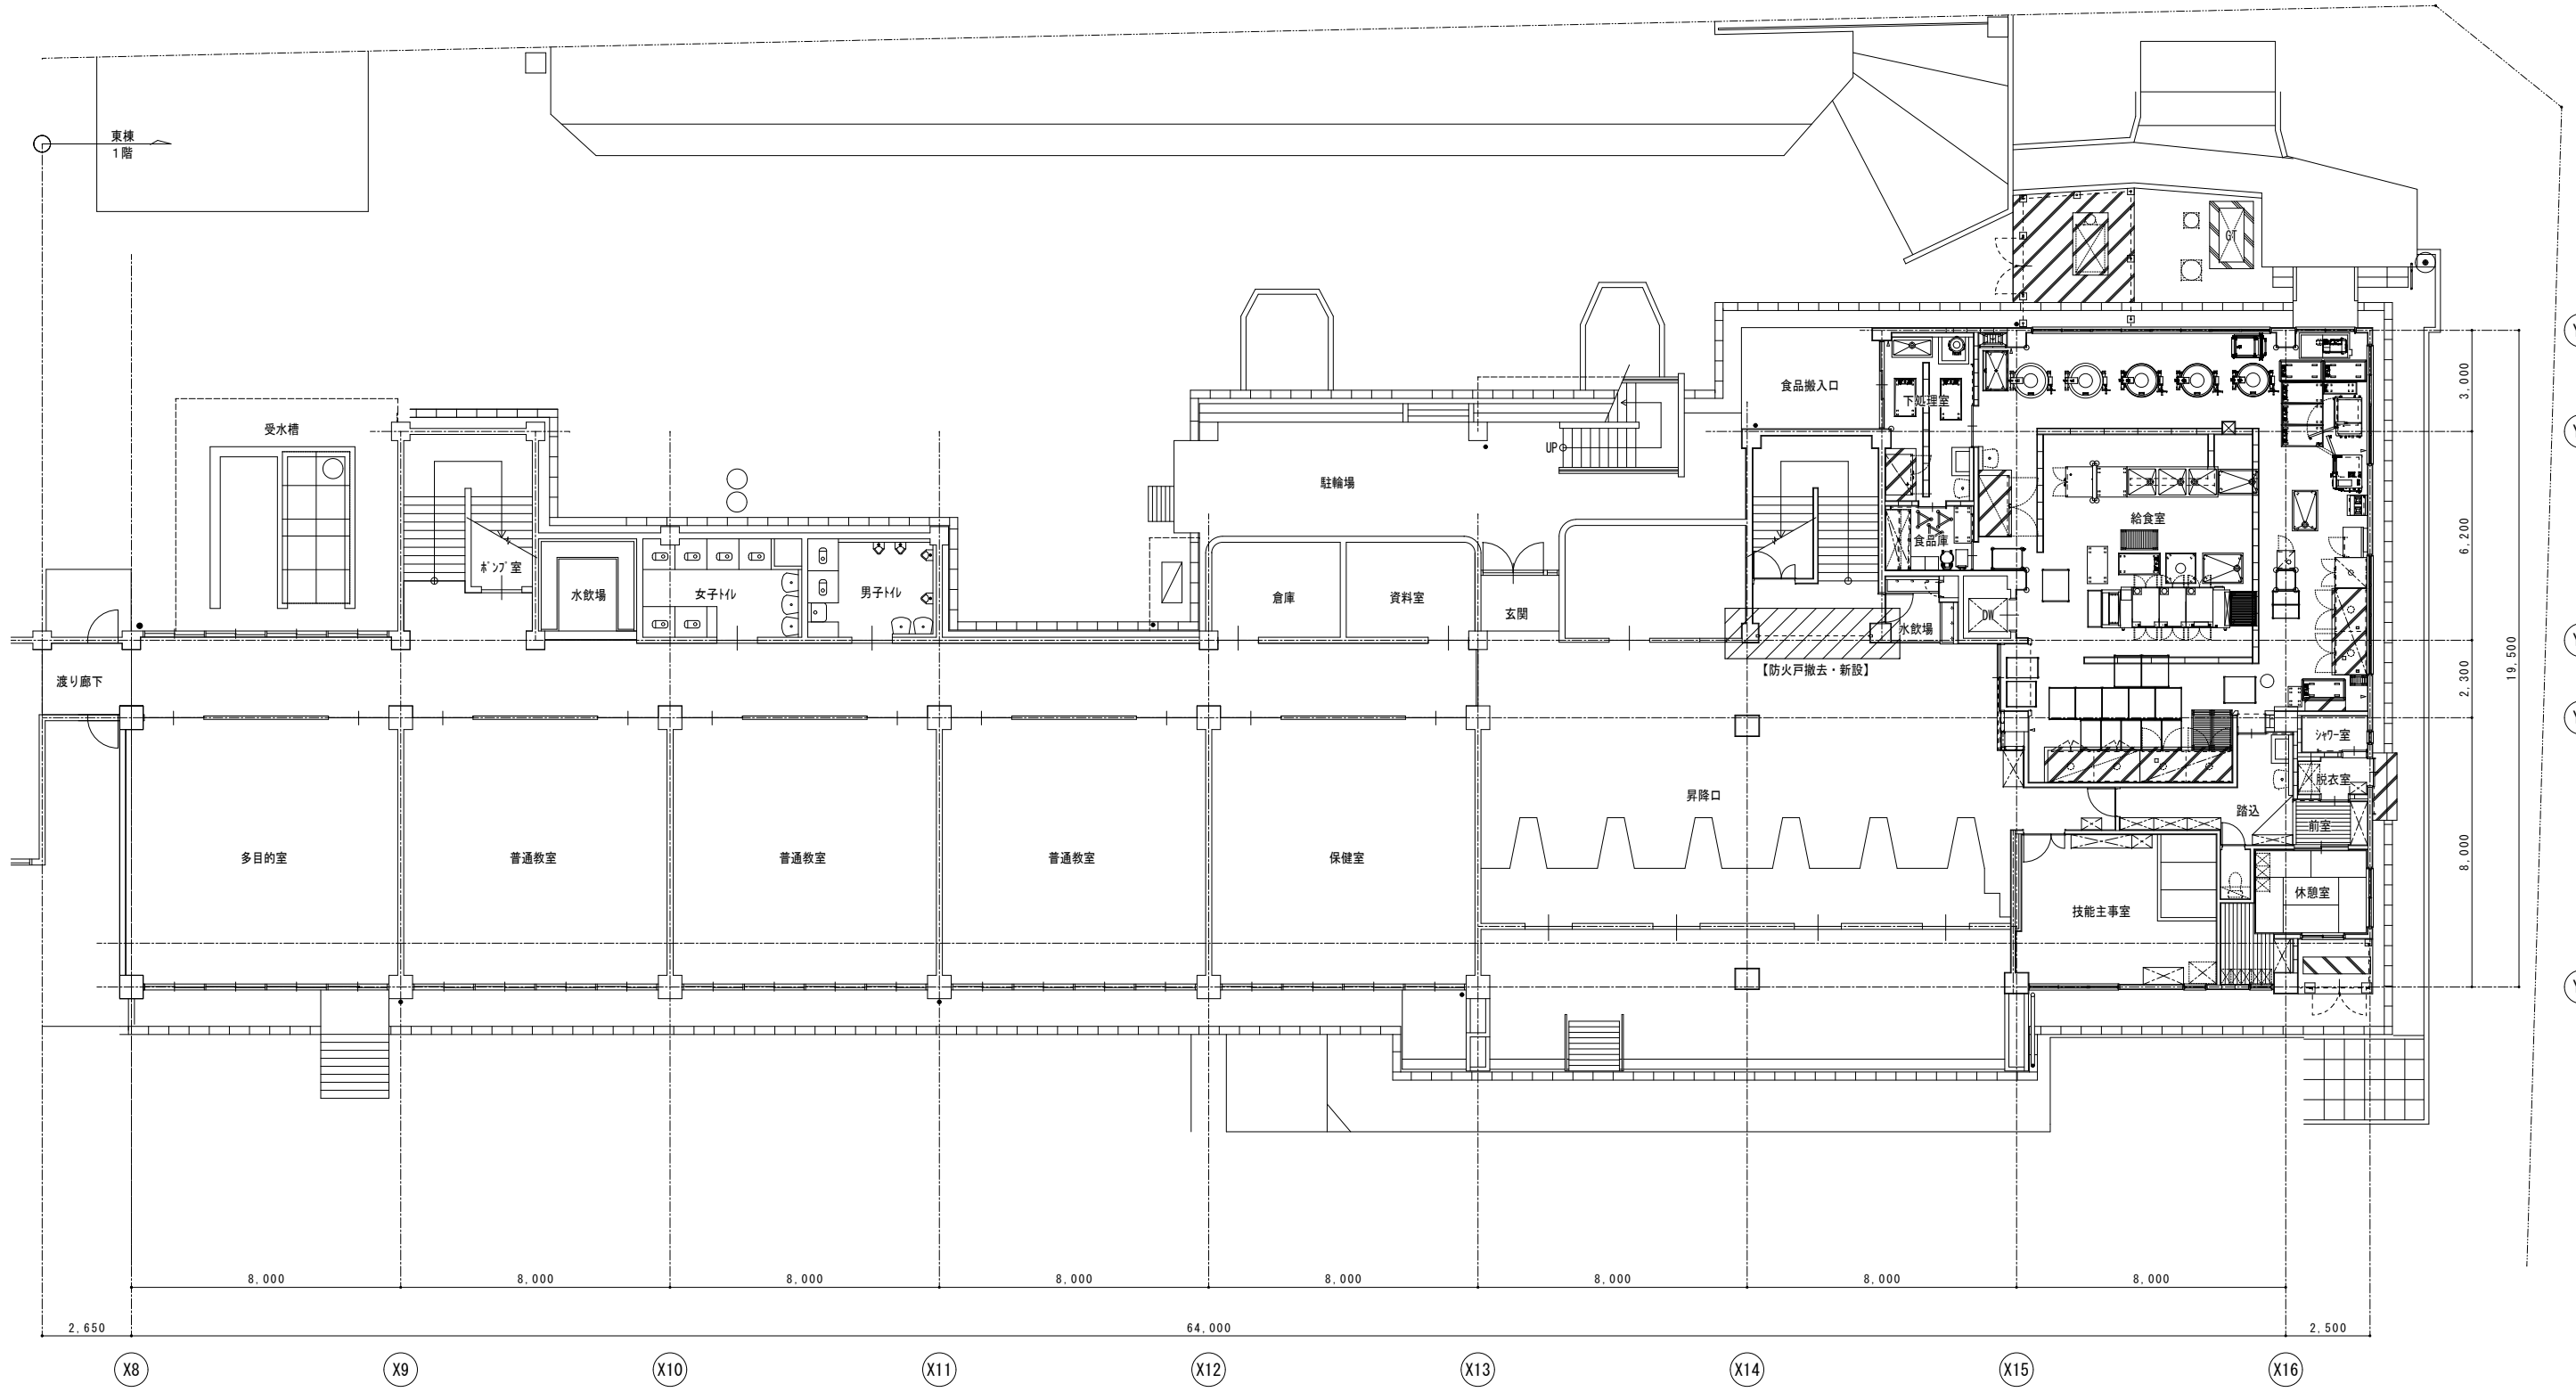 東棟
1階
GT
受水槽
食品搬入口
下処理室
駐輪場
UP
給食室
ﾎﾟﾝﾌﾟ室
水飲場
女子ﾄｲﾚ
男子ﾄｲﾚ
倉庫
資料室
玄関
食品庫
水飲場
DW
【防火戸撤去・新設】
渡り廊下
ｼｬﾜｰ室
脱衣室
踏込
前室
昇降口
多目的室
普通教室
普通教室
普通教室
保健室
技能主事室
休憩室
3,000
6,200
2,300
8,000
19,500
8,000
8,000
8,000
8,000
8,000
8,000
8,000
8,000
2,650
64,000
2,500
X8
X9
X10
X11
X12
X13
X14
X15
X16